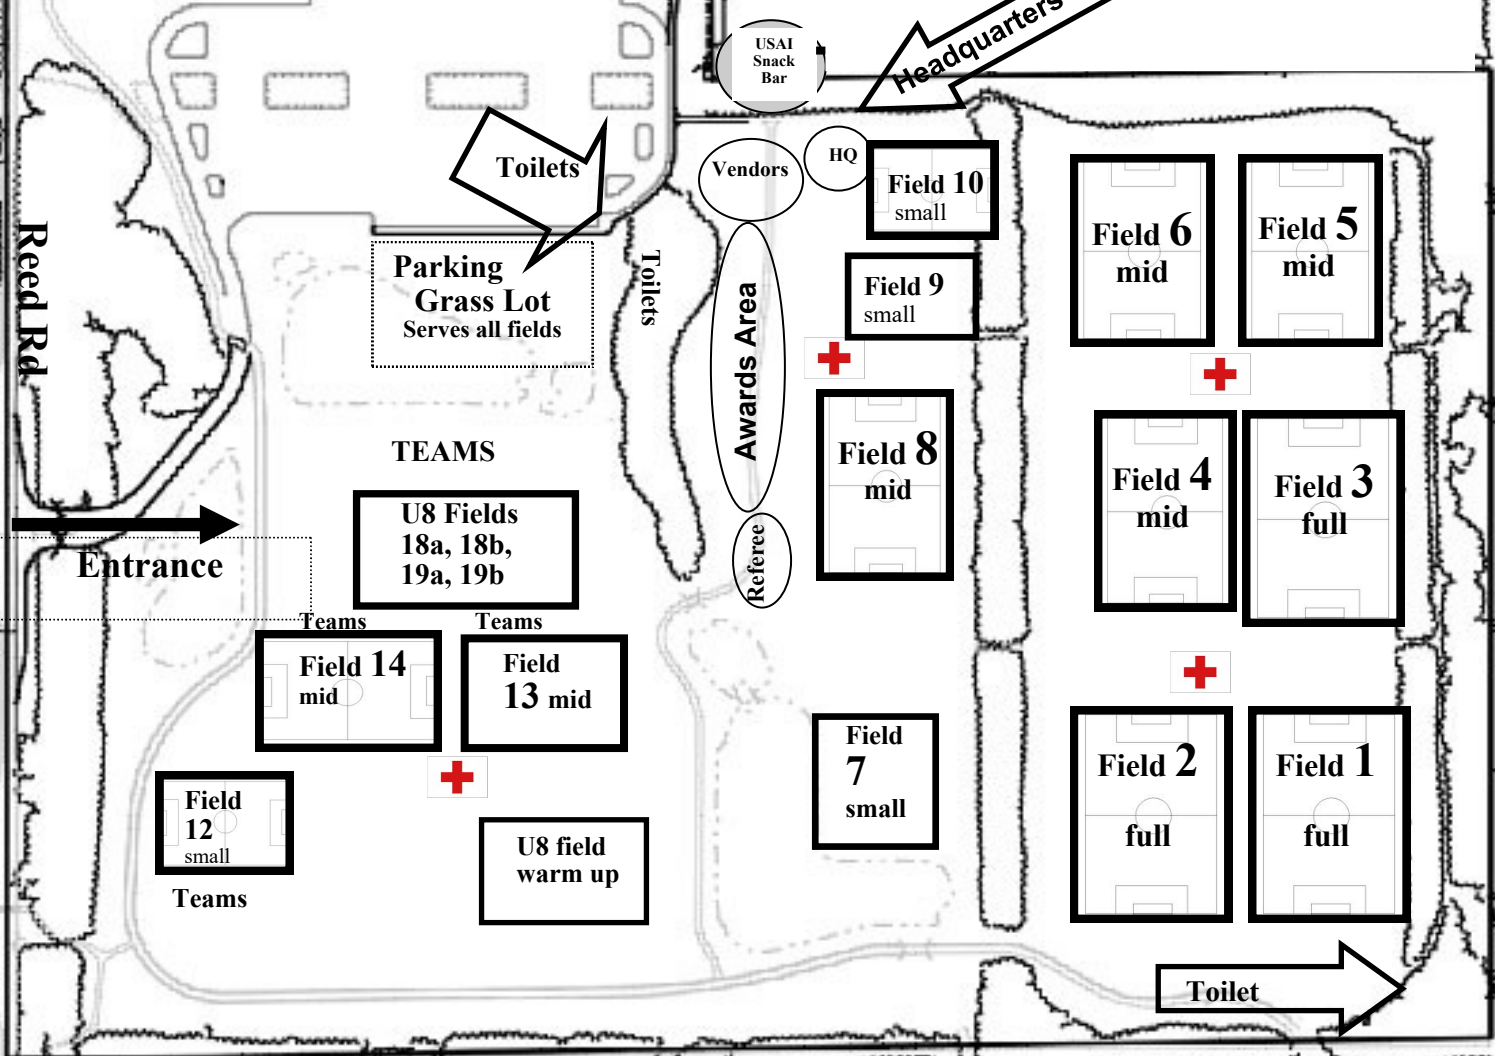 USAI
Snack
Bar
Headquarters
Toilets
Vendors
HQ
Field 10
small
Field 6
mid
Field 5
mid
Reed Rd
Parking
Grass Lot
Serves all fields
Toilets
Awards Area
Field 9
small
TEAMS
Field 8
mid
Field 4
mid
Field 3
full
U8 Fields
18a, 18b,
19a, 19b
Entrance
Referee
Teams
Teams
Field 14
mid
Field
13 mid
Field
7
small
Field 2
full
Field 1
full
Field
12
small
Teams
U8 field
warm up
Toilet